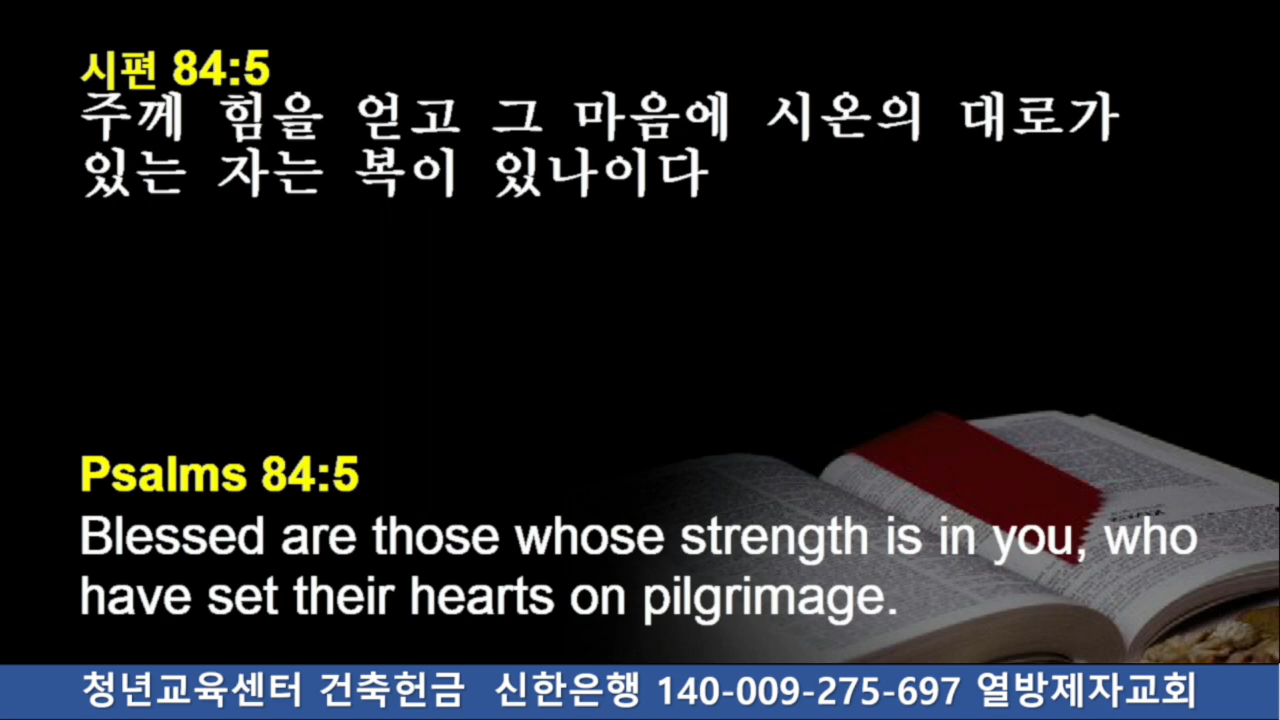 시편 84:5
주께 힘을 얻고 그 마음에 시온의 대로가
있는 자는 복이 있나이다
Psalms 84:5
Blessed are those whose strength is in you, who
have set their hearts on pilgrimage.
청년교육센터 건축헌금 신한은행 140-009-275-697 열방제자교회